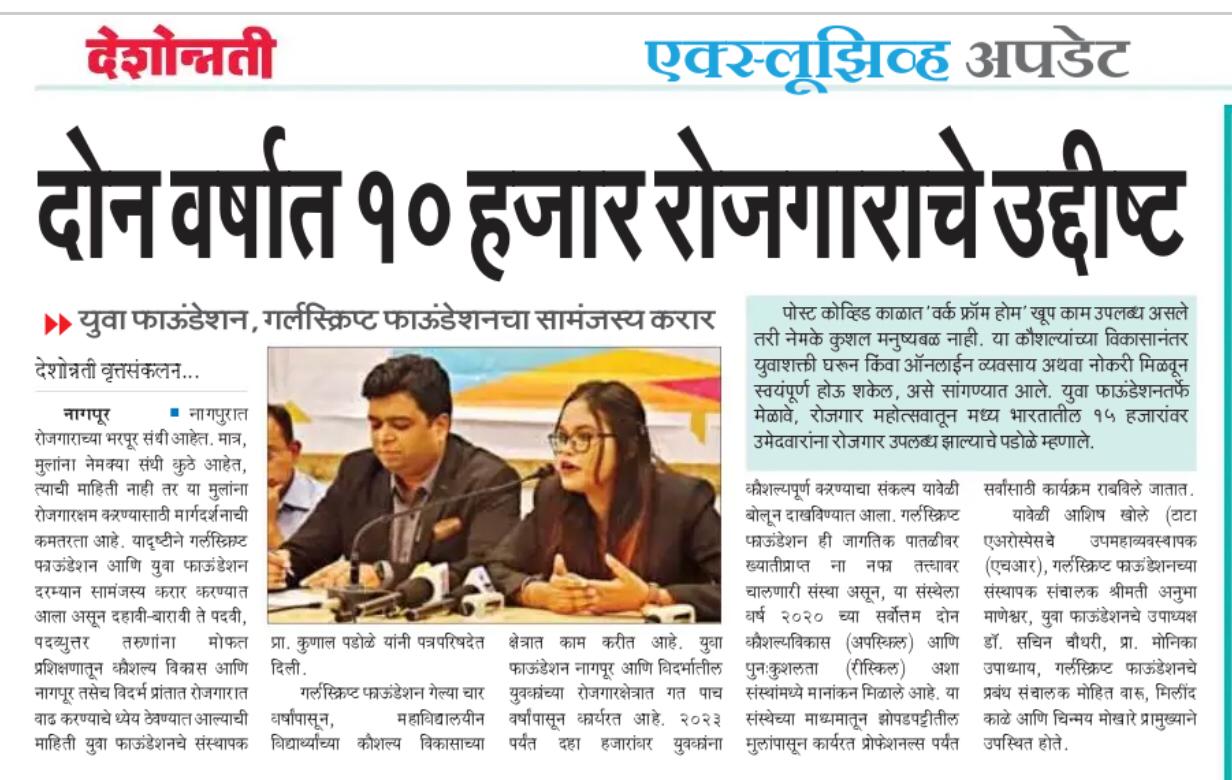 देशोन्नती
एक्स्लूझिव्ह अपडेट
दोन वर्षात १० हजार रोजगाराचे उद्दीष्ट
युवा फाऊंडेशन, गर्लस्क्रिप्ट फाऊंडेशनचा सामंजस्य करार
देशोन्नती वृत्तसंकलन...
नागपूर ■ नागपुरात
रोजगाराच्या भरपूर संधी आहेत. मात्र,
मुलांना नेमक्या संधी कुठे आहेत,
त्याची माहिती नाही तर या मुलांना
रोजगारक्षम करण्यासाठी मार्गदर्शनाची
कमतरता आहे. यादृष्टीने गर्लस्क्रिप्ट
फाऊंडेशन आणि युवा फाऊंडेशन
दरम्यान सामंजस्य करार करण्यात
आला असून दहावी-बारावी ते पदवी,
पदव्युत्तर तरुणांना मोफत
प्रशिक्षणातून कौशल्य विकास आणि
नागपूर तसेच विदर्भ प्रांतात रोजगारात
वाढ करण्याचे ध्येय ठेवण्यात आल्याची
माहिती युवा फाऊंडेशनचे संस्थापक
प्रा. कुणाल पडोळे यांनी पत्रपरिषदेत
दिली.
गर्लस्क्रिप्ट फाऊंडेशन गेल्या चार
वर्षांपासून, महाविद्यालयीन
विद्यार्थ्यांच्या कौशल्य विकासाच्या
क्षेत्रात काम करीत आहे. युवा
फाऊंडेशन नागपूर आणि विदर्भातील
युवकांच्या रोजगारक्षेत्रात गत पाच
वर्षांपासून कार्यरत आहे. २०२३
पर्यंत दहा हजारांवर युवकांना
पोस्ट कोव्हिड काळात 'वर्क फ्रॉम होम' खूप काम उपलब्ध असले
तरी नेमके कुशल मनुष्यबळ नाही. या कौशल्यांच्या विकासानंतर
युवाशक्ती घरून किंवा ऑनलाईन व्यवसाय अथवा नोकरी मिळवून
स्वयंपूर्ण होऊ शकेल, असे सांगण्यात आले. युवा फाऊंडेशनतर्फे
मेळावे, रोजगार महोत्सवातून मध्य भारतातील १५ हजारांवर
उमेदवारांना रोजगार उपलब्ध झाल्याचे पडोळे म्हणाले.
कौशल्यपूर्ण करण्याचा संकल्प यावेळी
बोलून दाखविण्यात आला. गर्लस्क्रिप्ट
फाऊंडेशन ही जागतिक पातळीवर
ख्यातीप्राप्त ना नफा तत्त्वावर
चालणारी संस्था असून, या संस्थेला
वर्ष २०२० च्या सर्वोत्तम दोन
कौशल्यविकास (अपस्किल) आणि
पुनःकुशलता (रीस्किल) अशा
संस्थांमध्ये मानांकन मिळाले आहे. या
संस्थेच्या माध्यमातून झोपडपट्टीतील
मुलांपासून कार्यरत प्रोफेशनल्स पर्यंत
सर्वांसाठी कार्यक्रम राबविले जातात.
यावेळी आशिष खोले (टाटा
एअरोस्पेसचे उपमहाव्यवस्थापक
(एचआर), गर्लस्क्रिप्ट फाऊंडेशनच्या
संस्थापक संचालक श्रीमती अनुभा
माणेश्वर, युवा फाऊंडेशनचे उपाध्यक्ष
डॉ. सचिन चौधरी, प्रा. मोनिका
उपाध्याय, गर्लस्क्रिप्ट फाऊंडेशनचे
प्रबंध संचालक मोहित वारू, मिलींद
काळे आणि चिन्मय मोखारे प्रामुख्याने
उपस्थित होते.